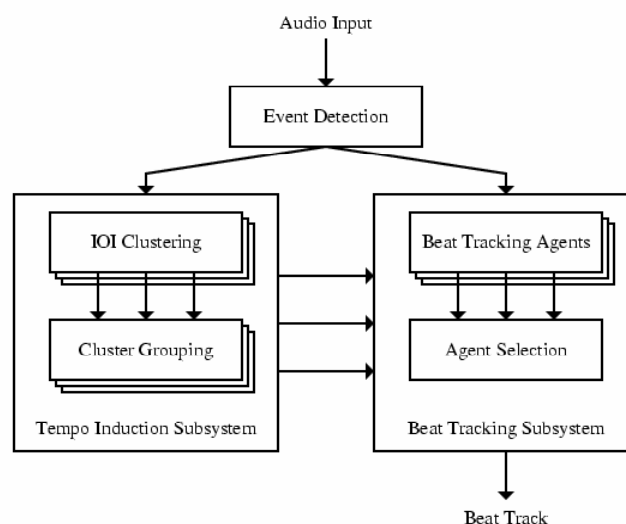 Audio Input
Event Detection
IOI Clustering
Cluster Grouping
Tempo Induction Subsystem
Beat Tracking Agents
Agent Selection
Beat Tracking Subsystem
Beat Track